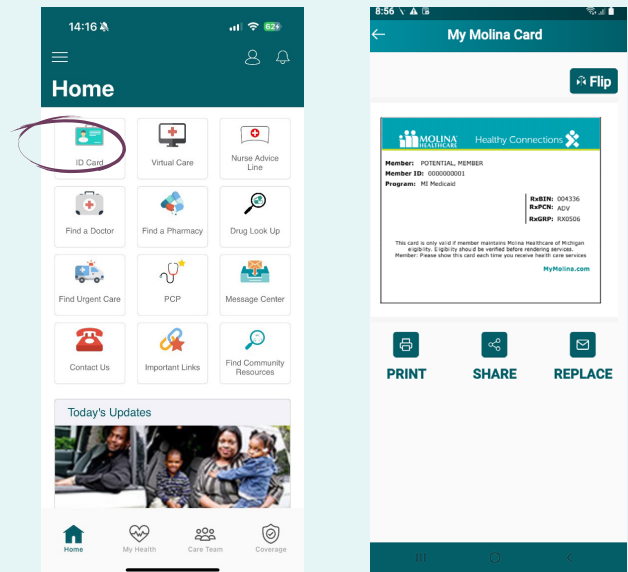 14:16
62
Home
ID Card
Virtual Care
Nurse Advice
Line
Find a Doctor
Find a Pharmacy
Drug Look Up
Find Urgent Care
PCP
Message Center
Contact Us
Important Links
Find Community
Resources
Today's Updates
Home
My Health
Care Team
Coverage
8:56
My Molina Card
Flip
MOLINA
HEALTHCARE
Healthy Connections
Member: POTENTIAL, MEMBER
Member ID: 0000000001
Program: MI Medicaid
RxBIN: 004336
RxPCN: ADV
RxGRP: RX0506
This card is only valid if member maintains Molina Healthcare of Michigan
eligibility. Eligibility should be verified before rendering services.
Member: Please show this card each time you receive health care services
MyMolina.com
PRINT
SHARE
REPLACE